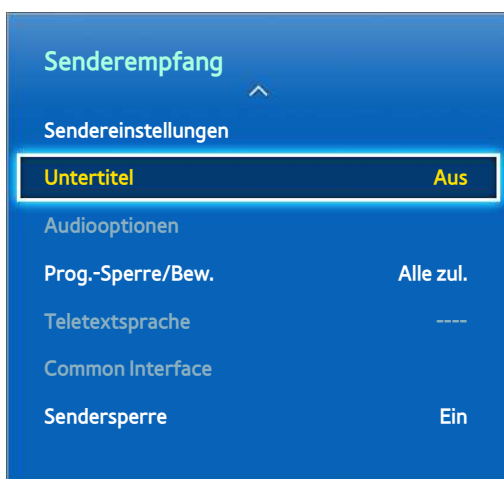 Senderempfang
Sendereinstellungen
Untertitel Aus
Audiooptionen
Prog.-Sperre/Bew. Alle zul.
Teletextsprache ----
Common Interface
Sendersperre Ein